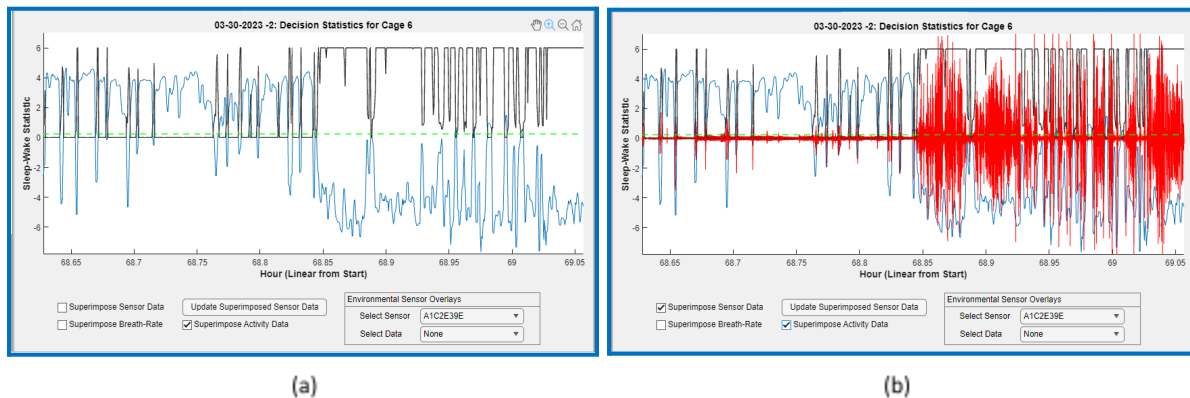 03-30-2023 -2: Decision Statistics for Cage 6
6
4
2
0
-2
-4
-6
Sleep-Wake Statistic
68.65
68.7
68.75
68.8
68.85
68.9
68.95
69
69.05
Hour (Linear from Start)
Superimpose Sensor Data
Update Superimposed Sensor Data
Superimpose Breath-Rate
Superimpose Activity Data
Environmental Sensor Overlays
Select Sensor
A1C2E39E
Select Data
None
(a)
03-30-2023 -2: Decision Statistics for Cage 6
6
4
2
0
-2
-4
-6
Sleep-Wake Statistic
68.65
68.7
68.75
68.8
68.85
68.9
68.95
69
69.05
Hour (Linear from Start)
Superimpose Sensor Data
Update Superimposed Sensor Data
Superimpose Breath-Rate
Superimpose Activity Data
Environmental Sensor Overlays
Select Sensor
A1C2E39E
Select Data
None
(b)